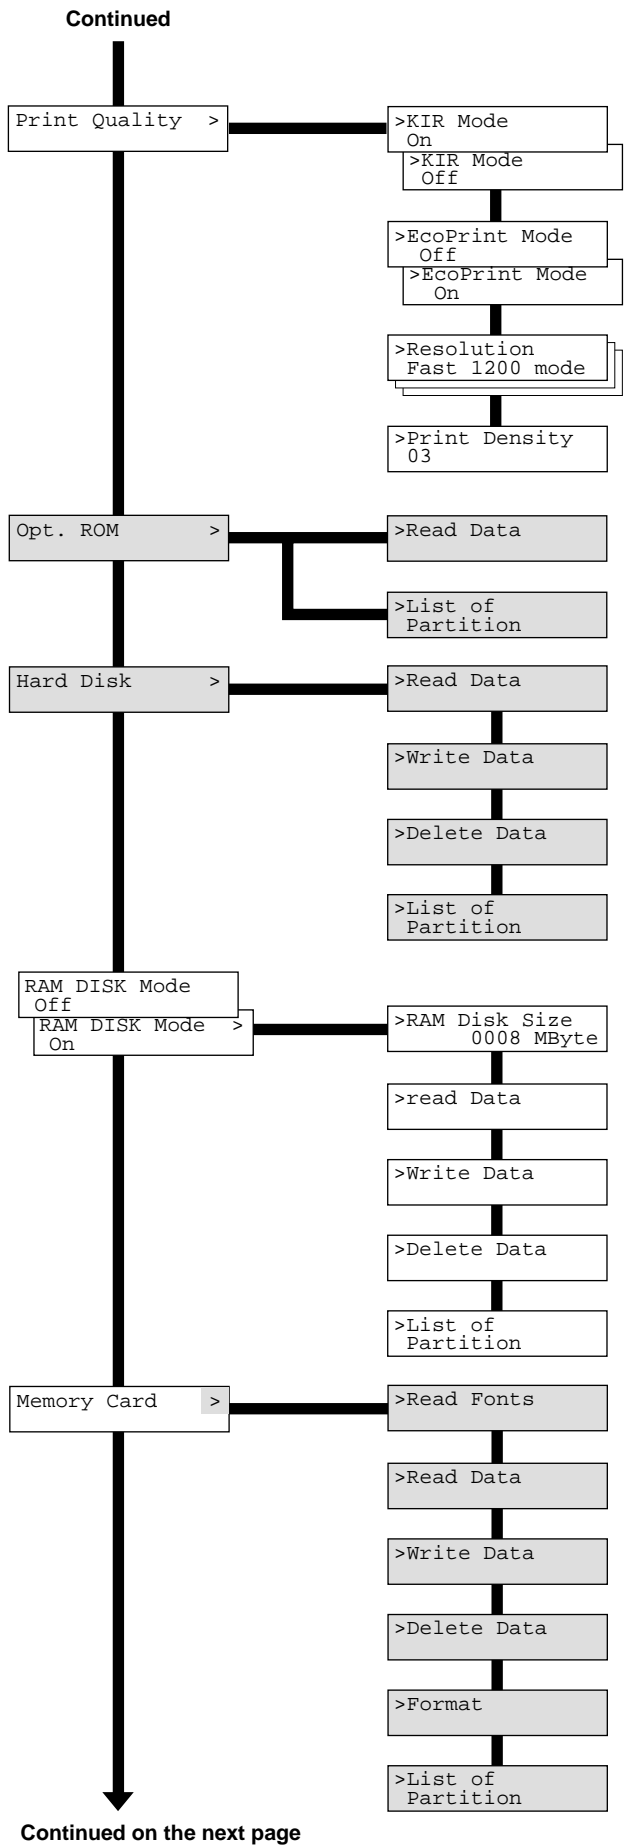 Continued
Print Quality >
>KIR Mode
On
>KIR Mode
Off
>EcoPrint Mode
Off
>EcoPrint Mode
On
>Resolution
Fast 1200 mode
>Print Density
03
Opt. ROM >
>Read Data
>List of
Partition
Hard Disk >
>Read Data
>Write Data
>Delete Data
>List of
Partition
RAM DISK Mode
Off
RAM DISK Mode >
On
>RAM Disk Size
0008 MByte
>read Data
>Write Data
>Delete Data
>List of
Partition
Memory Card >
>Read Fonts
>Read Data
>Write Data
>Delete Data
>Format
>List of
Partition
Continued on the next page